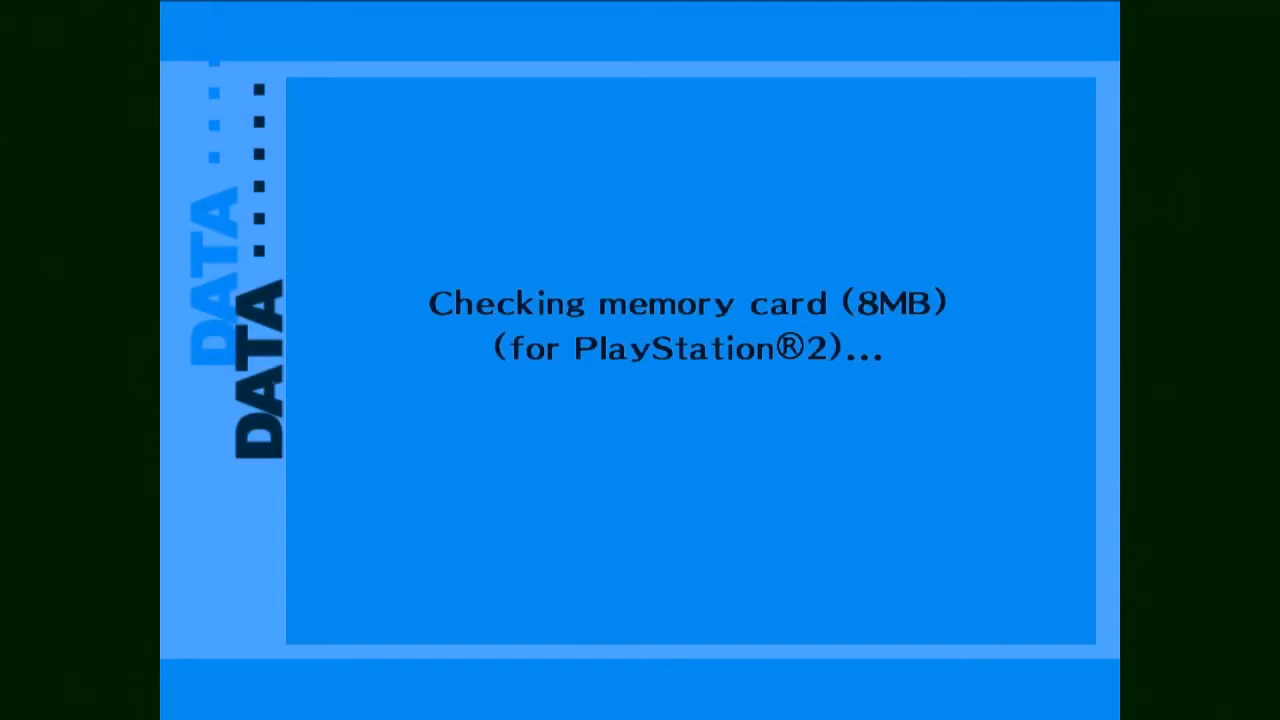 DATA ......
DATA ....
Checking memory card (8MB)
(for PlayStation®2)...